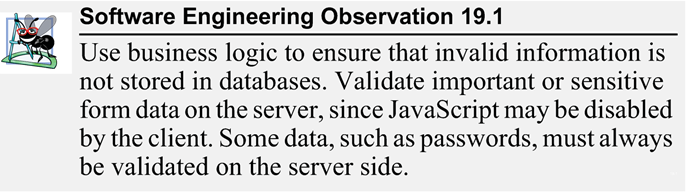 Software Engineering Observation 19.1
Use business logic to ensure that invalid information is
not stored in databases. Validate important or sensitive
form data on the server, since JavaScript may be disabled
by the client. Some data, such as passwords, must always
be validated on the server side.